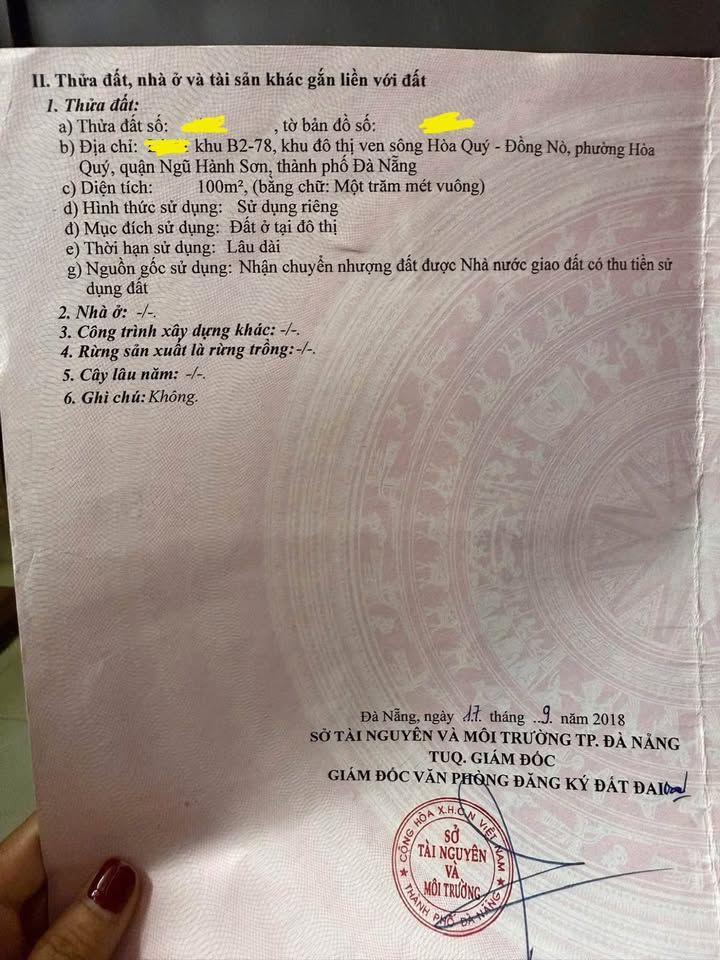 II. Thửa đất, nhà ở và tài sản khác gắn liền với đất
1. Thửa đất:
a) Thửa đất số: , tờ bản đồ số:
b) Địa chỉ: khu B2-78, khu đô thị ven sông Hòa Quý - Đồng Nò, phường Hòa
Quý, quận Ngũ Hành Sơn, thành phố Đà Nẵng
c) Diện tích: 100m², (bằng chữ: Một trăm mét vuông)
d) Hình thức sử dụng: Sử dụng riêng
đ) Mục đích sử dụng: Đất ở tại đô thị
e) Thời hạn sử dụng: Lâu dài
g) Nguồn gốc sử dụng: Nhận chuyển nhượng đất được Nhà nước giao đất có thu tiền sử
dụng đất
2. Nhà ở: -/-.
3. Công trình xây dựng khác: -/-.
4. Rừng sản xuất là rừng trồng:-/-.
5. Cây lâu năm: -/-.
6. Ghi chú: Không.
Đà Nẵng, ngày 17. tháng ..9. năm 2018
SỞ TÀI NGUYÊN VÀ MÔI TRƯỜNG TP. ĐÀ NẴNG
TUQ. GIÁM ĐỐC
GIÁM ĐỐC VĂN PHÒNG ĐĂNG KÝ ĐẤT ĐAI
CỘNG HÒA X.H.C.N VIỆT NAM
SỞ
TÀI NGUYÊN
VÀ
MÔI TRƯỜNG
THÀNH PHỐ ĐÀ NẴNG